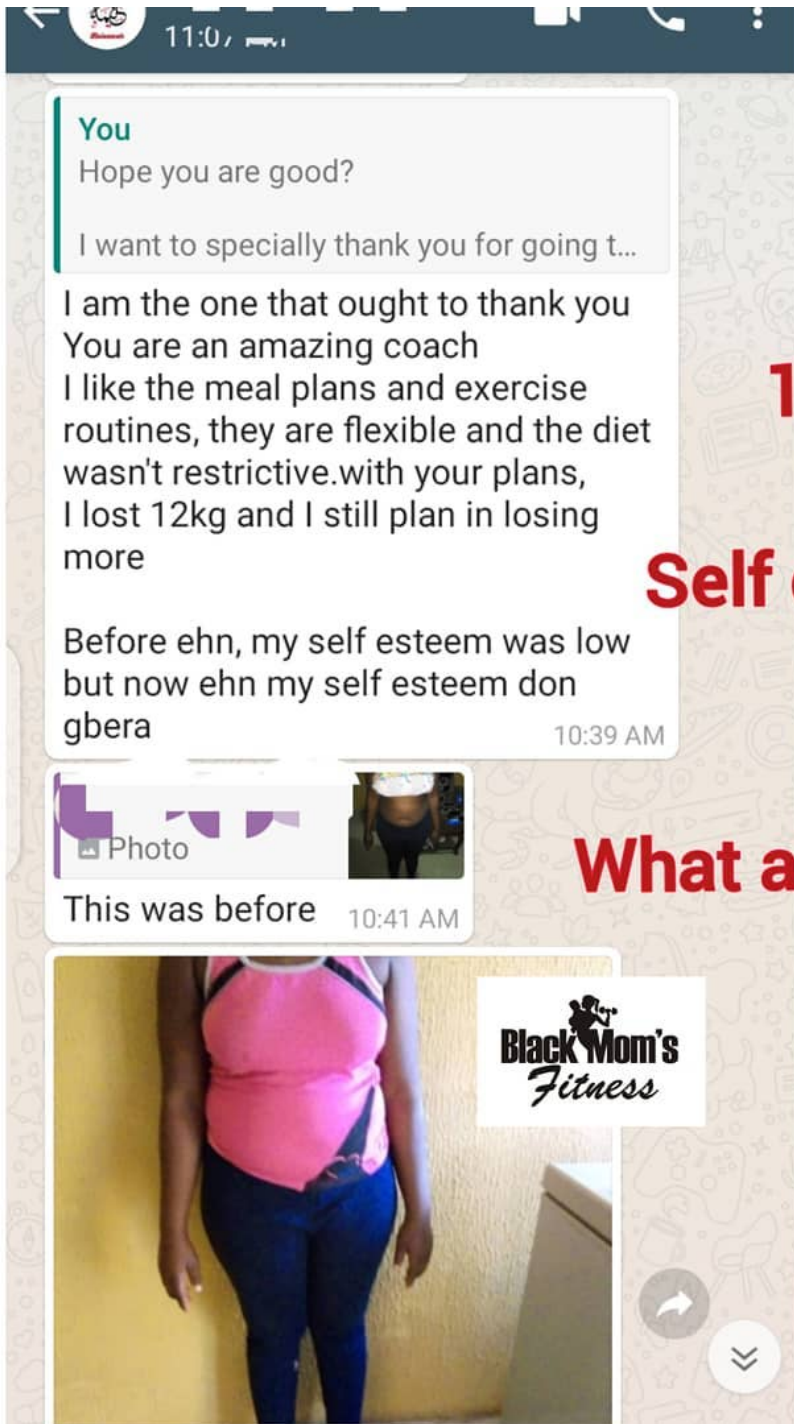 11:07
You
Hope you are good?
I want to specially thank you for going t...
I am the one that ought to thank you
You are an amazing coach
I like the meal plans and exercise
routines, they are flexible and the diet
wasn't restrictive.with your plans,
I lost 12kg and I still plan in losing
more
Before ehn, my self esteem was low
but now ehn my self esteem don
gbera
10:39 AM
1
Self
Photo
This was before
10:41 AM
What a
Black Mom's
Fitness